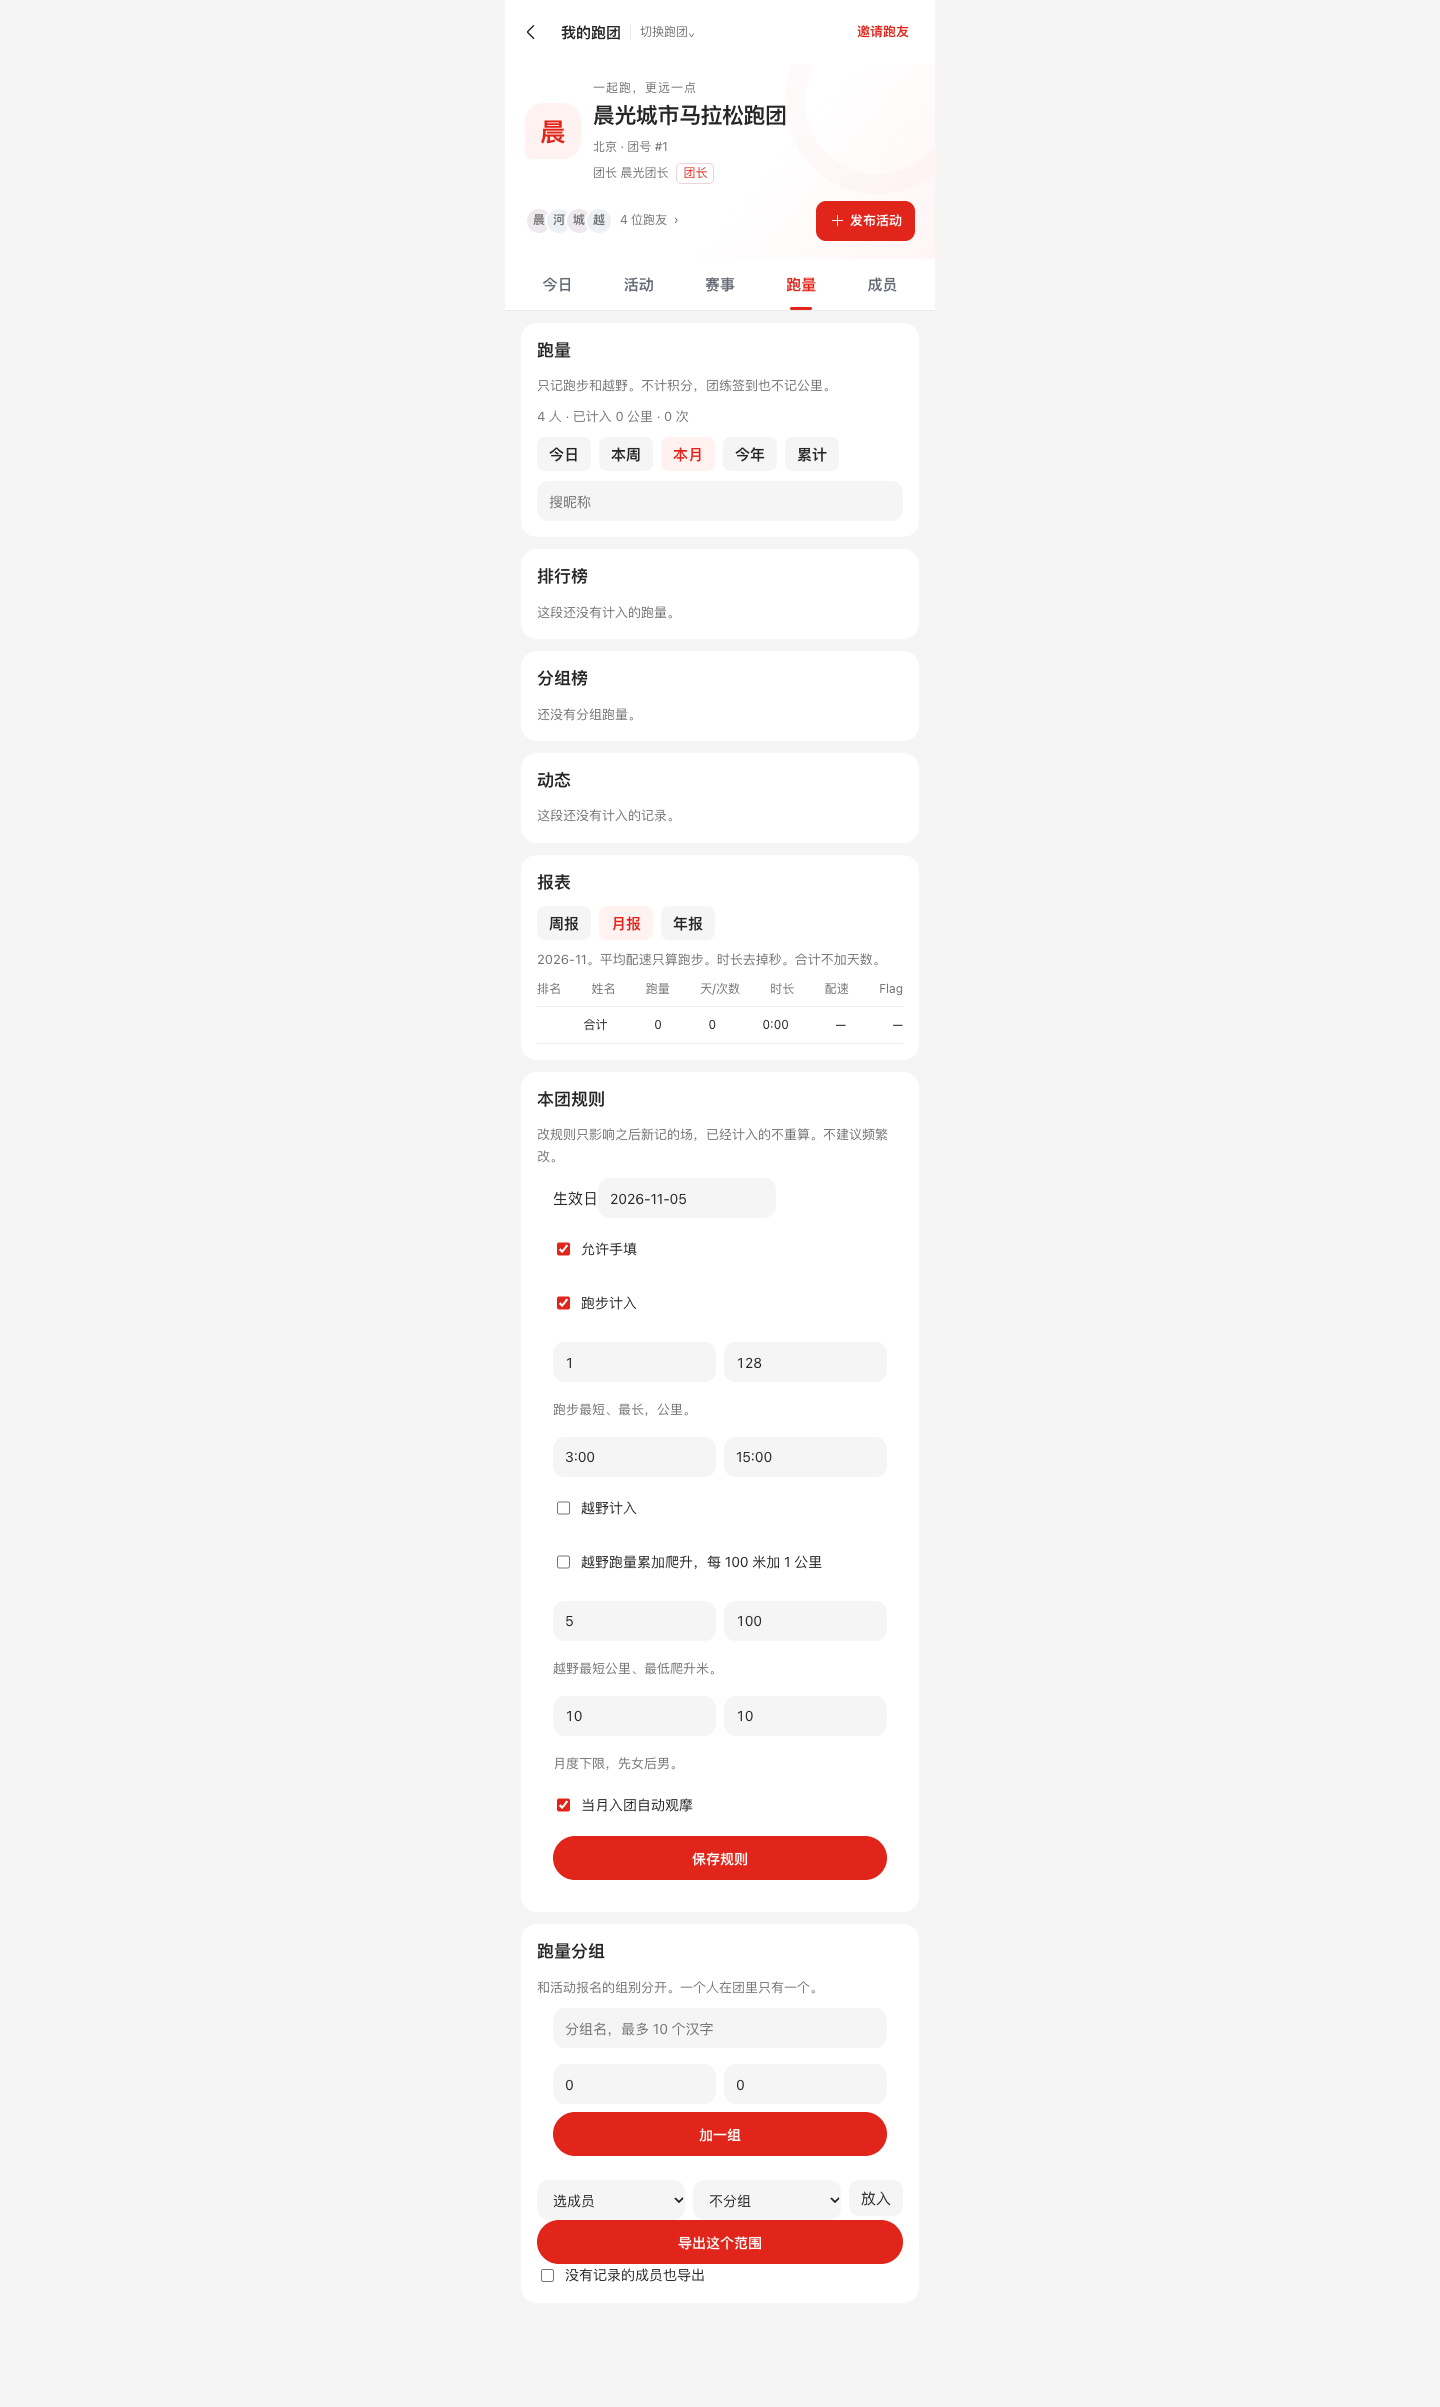 我的跑团 切换跑团 邀请跑友
一起跑，更远一点
晨
晨光城市马拉松跑团
北京 · 团号 #1
团长 晨光团长 团长
晨 河 城 越 4 位跑友 ›
＋ 发布活动
今日 活动 赛事 跑量 成员
跑量
只记跑步和越野。不计积分，团练签到也不记公里。
4 人 · 已计入 0 公里 · 0 次
今日 本周 本月 今年 累计
搜昵称
排行榜
这段还没有计入的跑量。
分组榜
还没有分组跑量。
动态
这段还没有计入的记录。
报表
周报 月报 年报
2026-11。平均配速只算跑步。时长去掉秒。合计不加天数。
排名 姓名 跑量 天/次数 时长 配速 Flag
合计 0 0 0:00 — —
本团规则
改规则只影响之后新记的场，已经计入的不重算。不建议频繁
改。
生效日 2026-11-05
允许手填
跑步计入
1 128
跑步最短、最长，公里。
3:00 15:00
越野计入
越野跑量累加爬升，每 100 米加 1 公里
5 100
越野最短公里、最低爬升米。
10 10
月度下限，先女后男。
当月入团自动观摩
保存规则
跑量分组
和活动报名的组别分开。一个人在团里只有一个。
分组名，最多 10 个汉字
0 0
加一组
选成员 不分组 放入
导出这个范围
没有记录的成员也导出